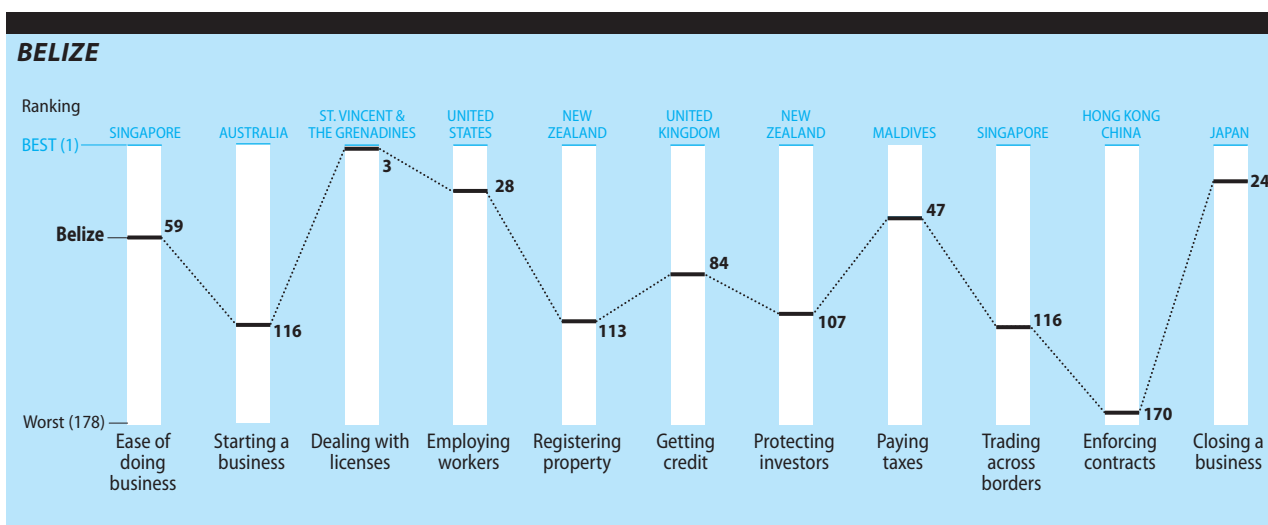 BELIZE
Ranking
SINGAPORE
AUSTRALIA
ST. VINCENT &
THE GRENADINES
UNITED
STATES
NEW
ZEALAND
UNITED
KINGDOM
NEW
ZEALAND
MALDIVES
SINGAPORE
HONG KONG
CHINA
JAPAN
BEST (1)
Belize
59
116
3
28
113
84
107
47
116
170
24
Worst (178)
Ease of
doing
business
Starting a
business
Dealing with
licenses
Employing
workers
Registering
property
Getting
credit
Protecting
investors
Paying
taxes
Trading
across
borders
Enforcing
contracts
Closing a
business